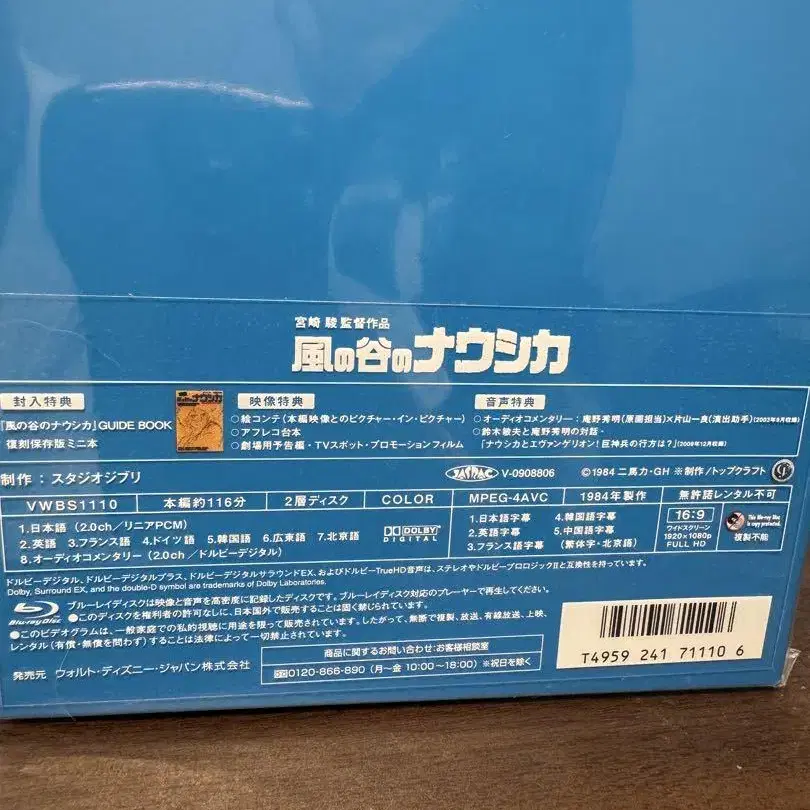 宮崎 駿 監督作品
風の谷のナウシカ
封入特典
『風の谷のナウシカ』GUIDE BOOK
復刻保存版ミニ本
映像特典
○絵コンテ(本編映像とのピクチャー・イン・ピクチャー)
○アフレコ台本
○劇場用予告編・TVスポット・プロモーションフィルム
音声特典
○オーディオコメンタリー:庵野秀明(原画担当)×片山一良(演出助手)
○鈴木敏夫と庵野秀明の対話・
「ナウシカとエヴァンゲリオン!巨神兵の行方は?」
制作:スタジオジブリ
V-0908806
©1984 二馬力・GH ※制作/トップクラフト
VWBS1110 本編約116分 2層ディスク COLOR MPEG-4AVC 1984年製作 無許諾レンタル不可
1.日本語(2.0ch/リニアPCM)
2.英語 3.フランス語 4.ドイツ語 5.韓国語 6.広東語 7.北京語
8.オーディオコメンタリー(2.0ch/ドルビーデジタル)
DOLBY
DIGITAL
1.日本語字幕 4.韓国語字幕
2.英語字幕 5.中国語字幕
3.フランス語字幕 (繁体字・北京語)
16:9
ワイドスクリーン
1920×1080p
FULL HD
This Blu-ray Disc
is copy protected.
複製不能
ドルビーデジタル、ドルビーデジタルプラス、ドルビーデジタルサラウンドEX、およびドルビーTrueHD音声は、ステレオやドルビープロロジックIIと互換性を持っています。
Dolby, Surround EX, and the double-D symbol are trademarks of Dolby Laboratories.
Blu-ray Disc
ブルーレイディスクは映像と音声を高密度に記録したディスクです。ブルーレイディスク対応のプレーヤーで再生してください。
●このディスクを権利者の許可なしに、日本国外で販売することは固く禁じられています。
●このビデオグラムは、一般家庭での私的視聴に用途を限って販売されています。したがって、無断で複製、放送、有線放送、上映、
レンタル(有償・無償を問わず)することは法律によって一切禁止されています。
発売元 ウォルト・ディズニー・ジャパン株式会社
商品に関するお問い合わせ:お客様相談室
0120-866-890(月~金 10:00~18:00)※祝日を除く
T4959 241 71110 6